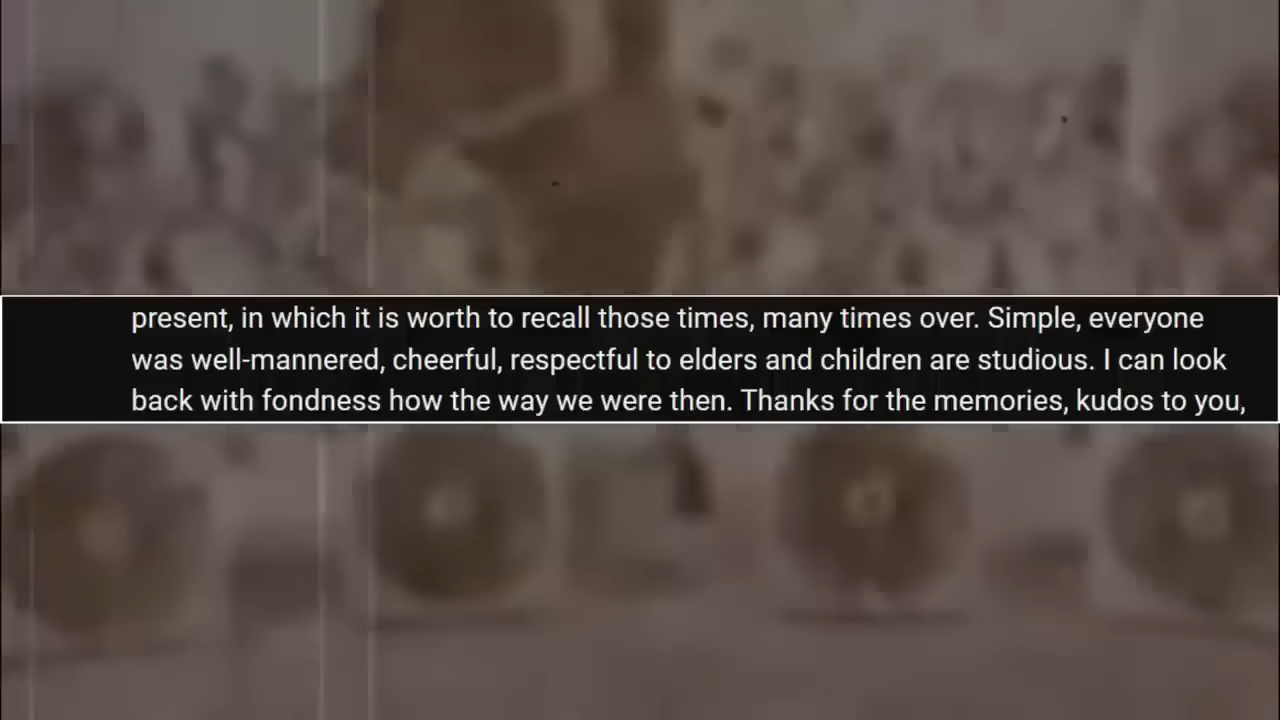 present, in which it is worth to recall those times, many times over. Simple, everyone
was well-mannered, cheerful, respectful to elders and children are studious. I can look
back with fondness how the way we were then. Thanks for the memories, kudos to you,